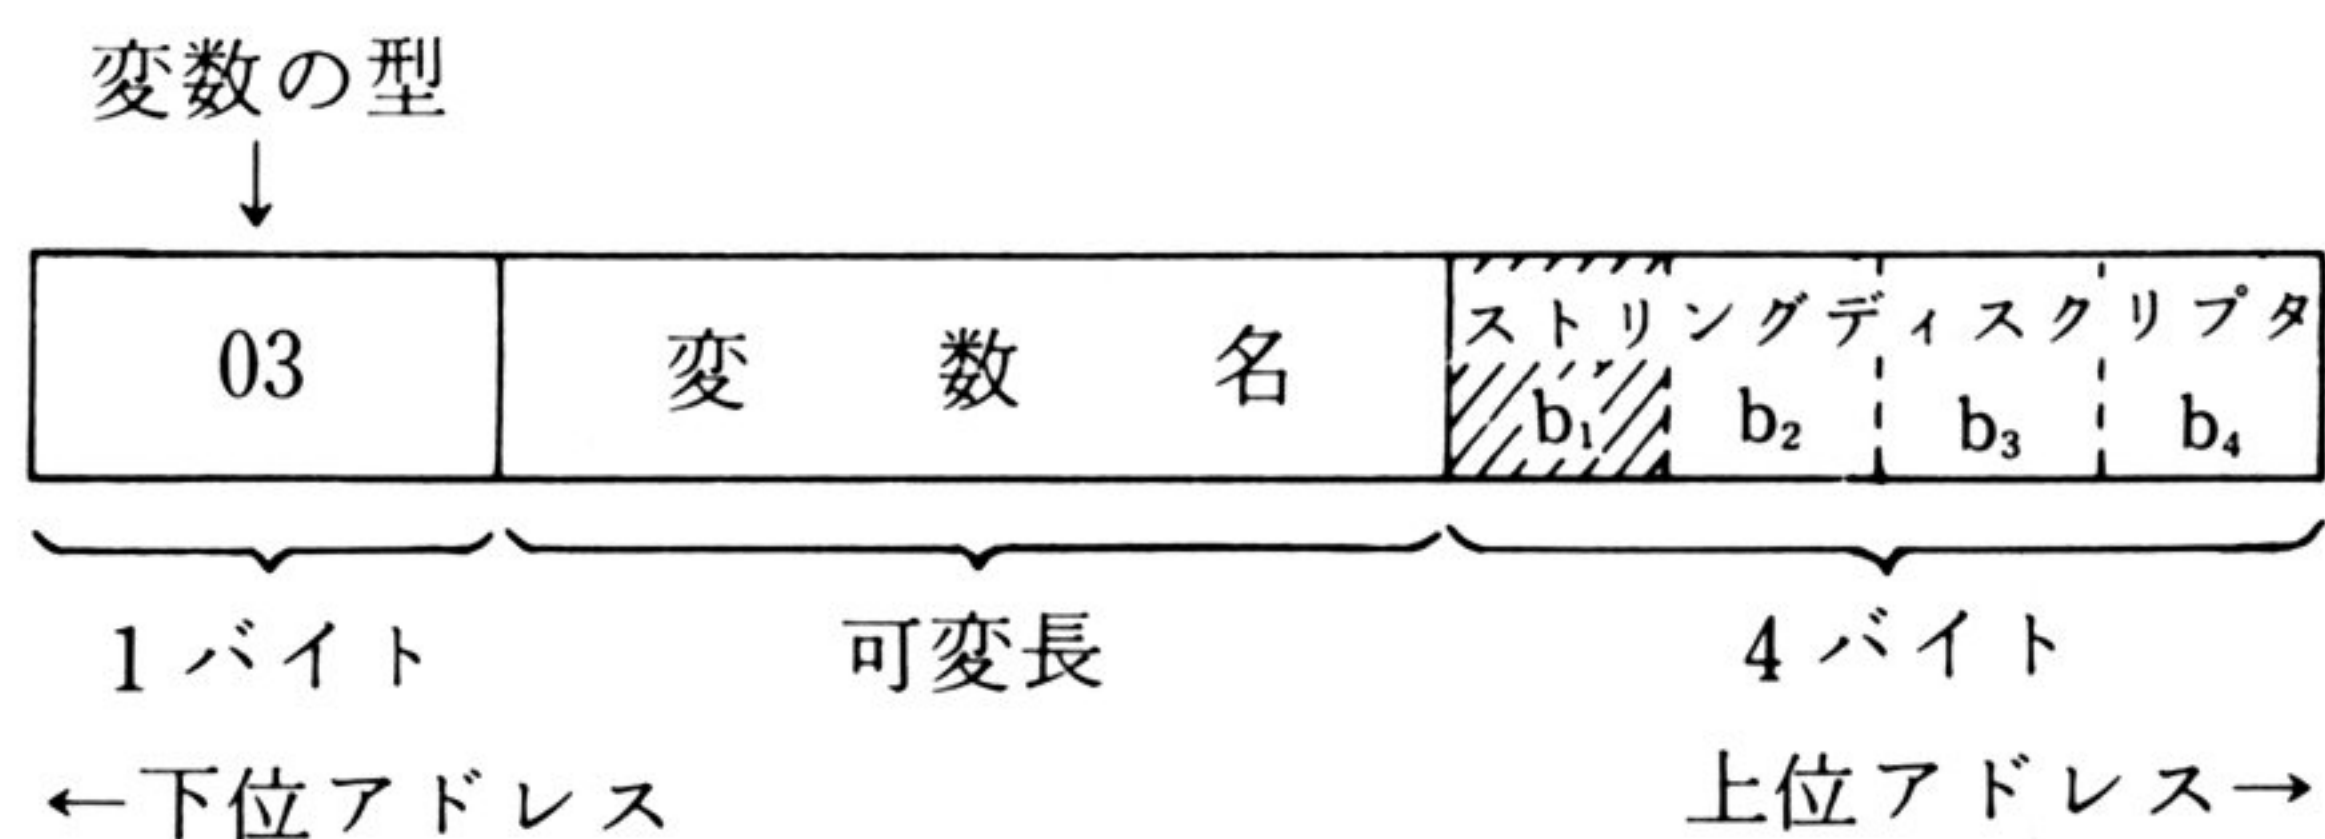 変数の型
↓
03 変数名 ストリングディスクリプタ
b₁ b₂ b₃ b₄
1バイト 可変長 4バイト
←下位アドレス 上位アドレス→